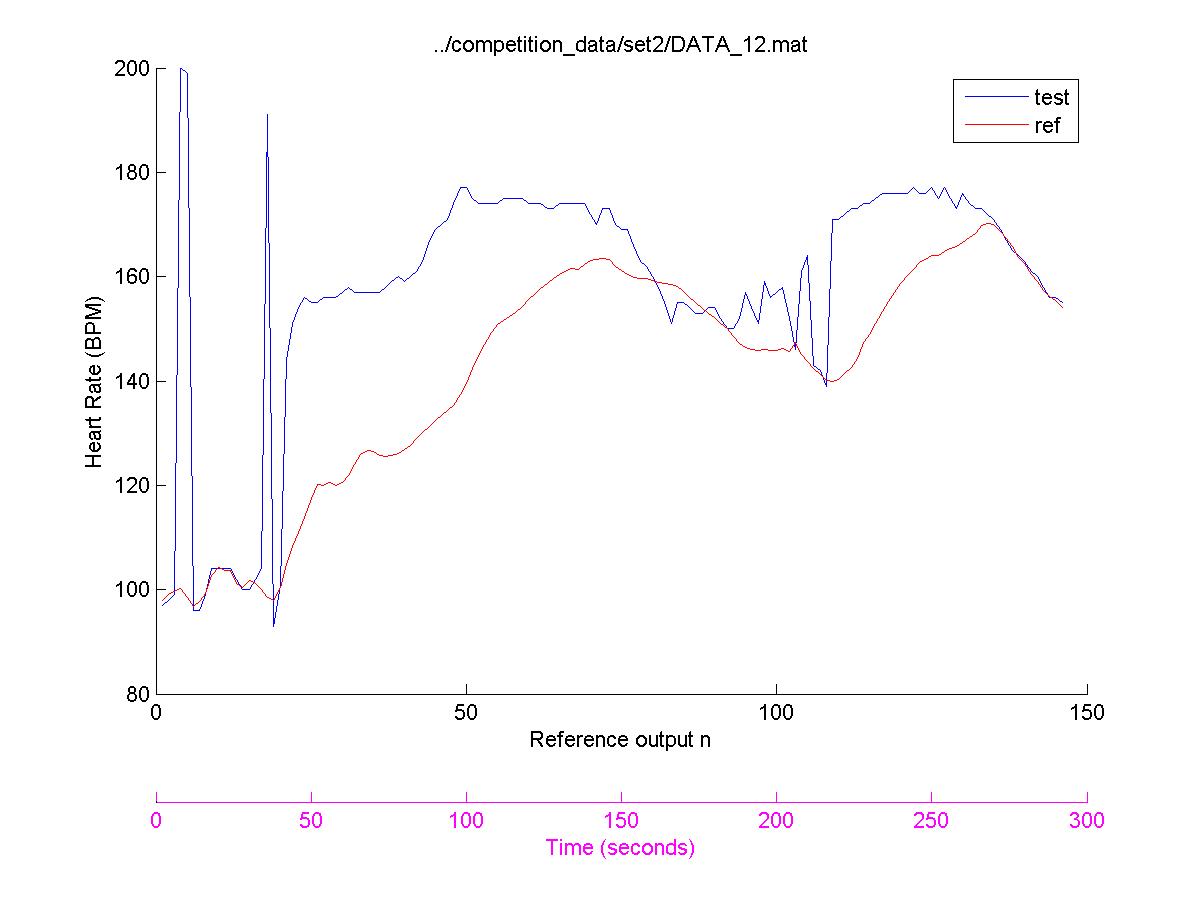 ../competition_data/set2/DATA_12.mat
test
ref
Heart Rate (BPM)
200
180
160
140
120
100
80
0 50 100 150
Reference output n
0 50 100 150 200 250 300
Time (seconds)